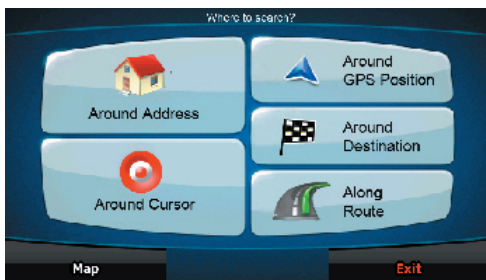 Where to search?
Around Address
Around Cursor
Around
GPS Position
Around
Destination
Along
Route
Map
Exit